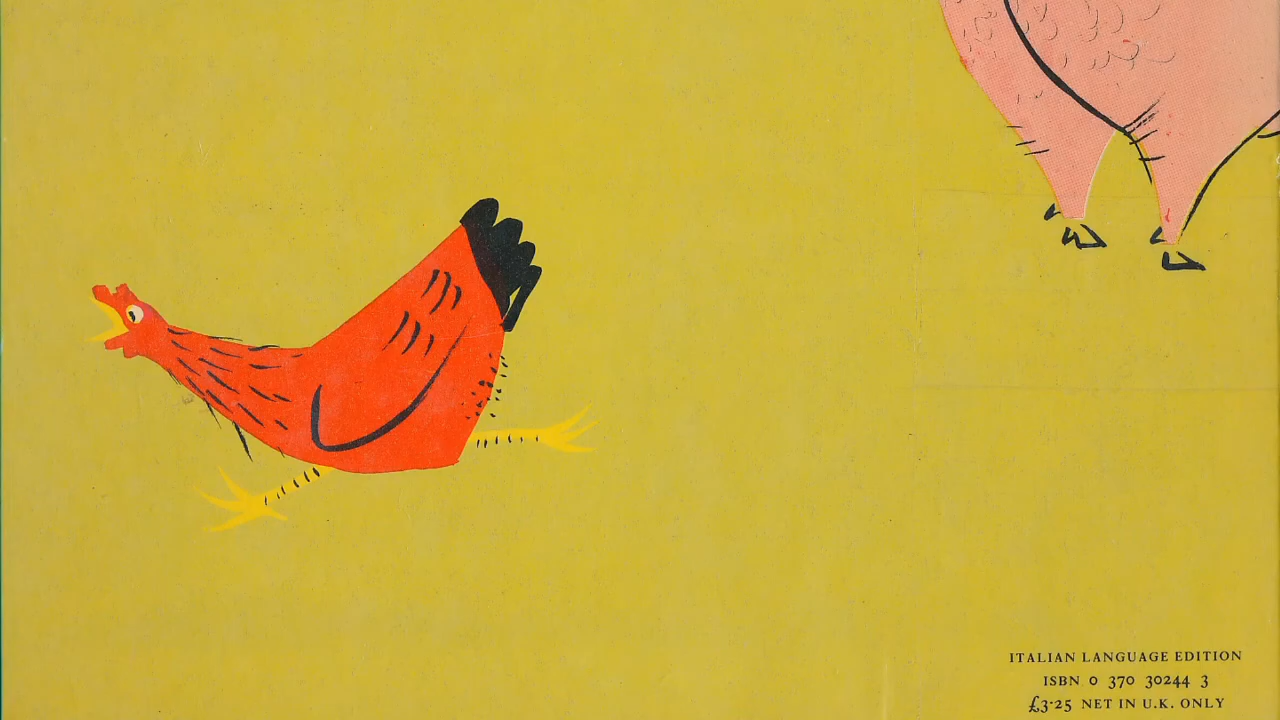 ITALIAN LANGUAGE EDITION
ISBN 0 370 30244 3
£3·25 NET IN U.K. ONLY